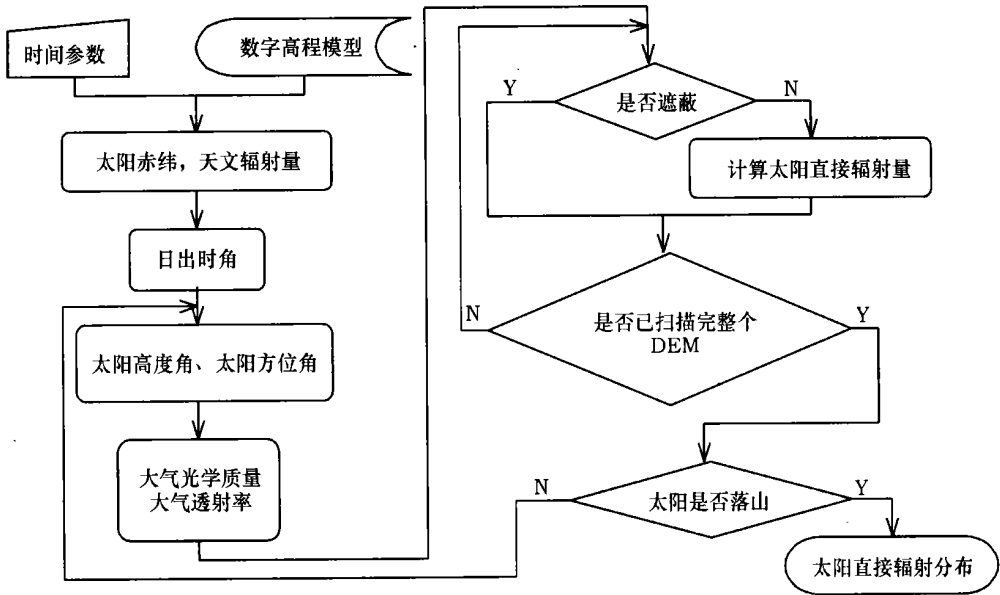 时间参数
数字高程模型
太阳赤纬，天文辐射量
日出时角
太阳高度角、太阳方位角
大气光学质量
大气透射率
是否遮蔽
Y
N
计算太阳直接辐射量
是否已扫描完整个
DEM
N
Y
太阳是否落山
N
Y
太阳直接辐射分布